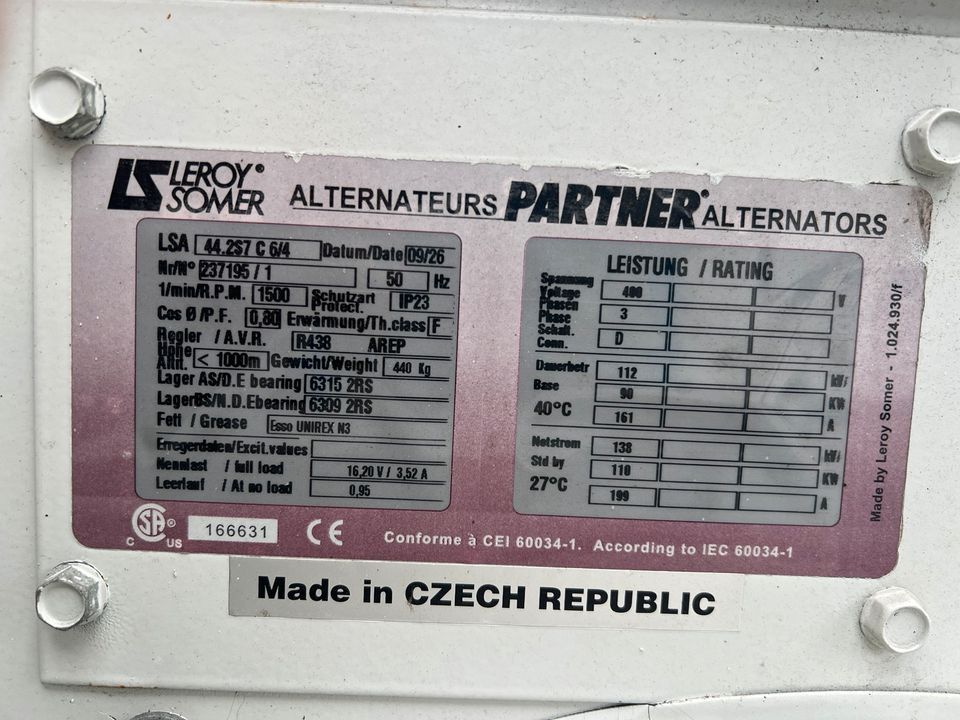 LS LEROY® SOMER ALTERNATEURS PARTNER® ALTERNATORS
LSA 44.2S7 C 6/4 Datum/Date 09/26
Nr/N° 237195 / 1 50 Hz
1/min/R.P.M. 1500 Schutzart Protect. IP23
Cos Ø/P.F. 0,80 Erwärmung/Th.class F
Regler / A.V.R. R438 AREP
Höhe Altit. < 1000m Gewicht/Weight 440 Kg
Lager AS/D.E bearing 6315 2RS
Lager BS/N.D.E bearing 6309 2RS
Fett / Grease Esso UNIREX N3
Erregerdaten/Excit.values
Nennlast / full load 16,20 V / 3,52 A
Leerlauf / At no load 0,95
LEISTUNG / RATING
Spannung
Voltage 400 V
Phasen
Phase 3
Schalt.
Conn. D
Dauerbetr 112
Base 90 KW
40°C 161 A
Netstrom 138
Std by 110 KW
27°C 199 A
Made by Leroy Somer - 1.024.930/f
CSA® C US 166631 CE Conforme à CEI 60034-1. According to IEC 60034-1
Made in CZECH REPUBLIC